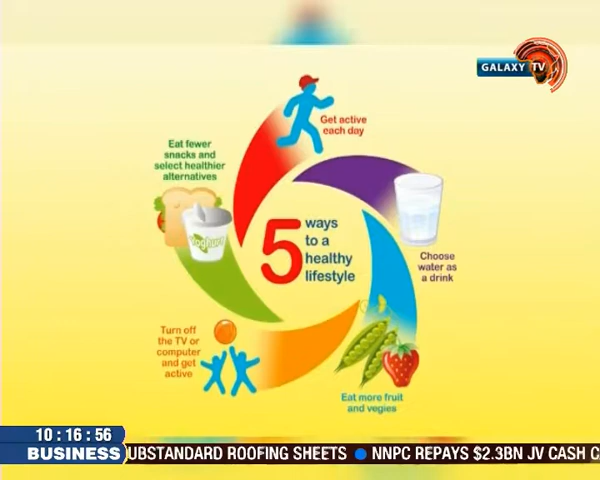 GALAXY TV
Get active
each day
Eat fewer
snacks and
select healthier
alternatives
yoghurt
5 ways
to a
healthy
lifestyle
Choose
water as
a drink
Turn off
the TV or
computer
and get
active
Eat more fruit
and vegies
10:16:56
BUSINESS
UBSTANDARD ROOFING SHEETS ● NNPC REPAYS $2.3BN JV CASH C